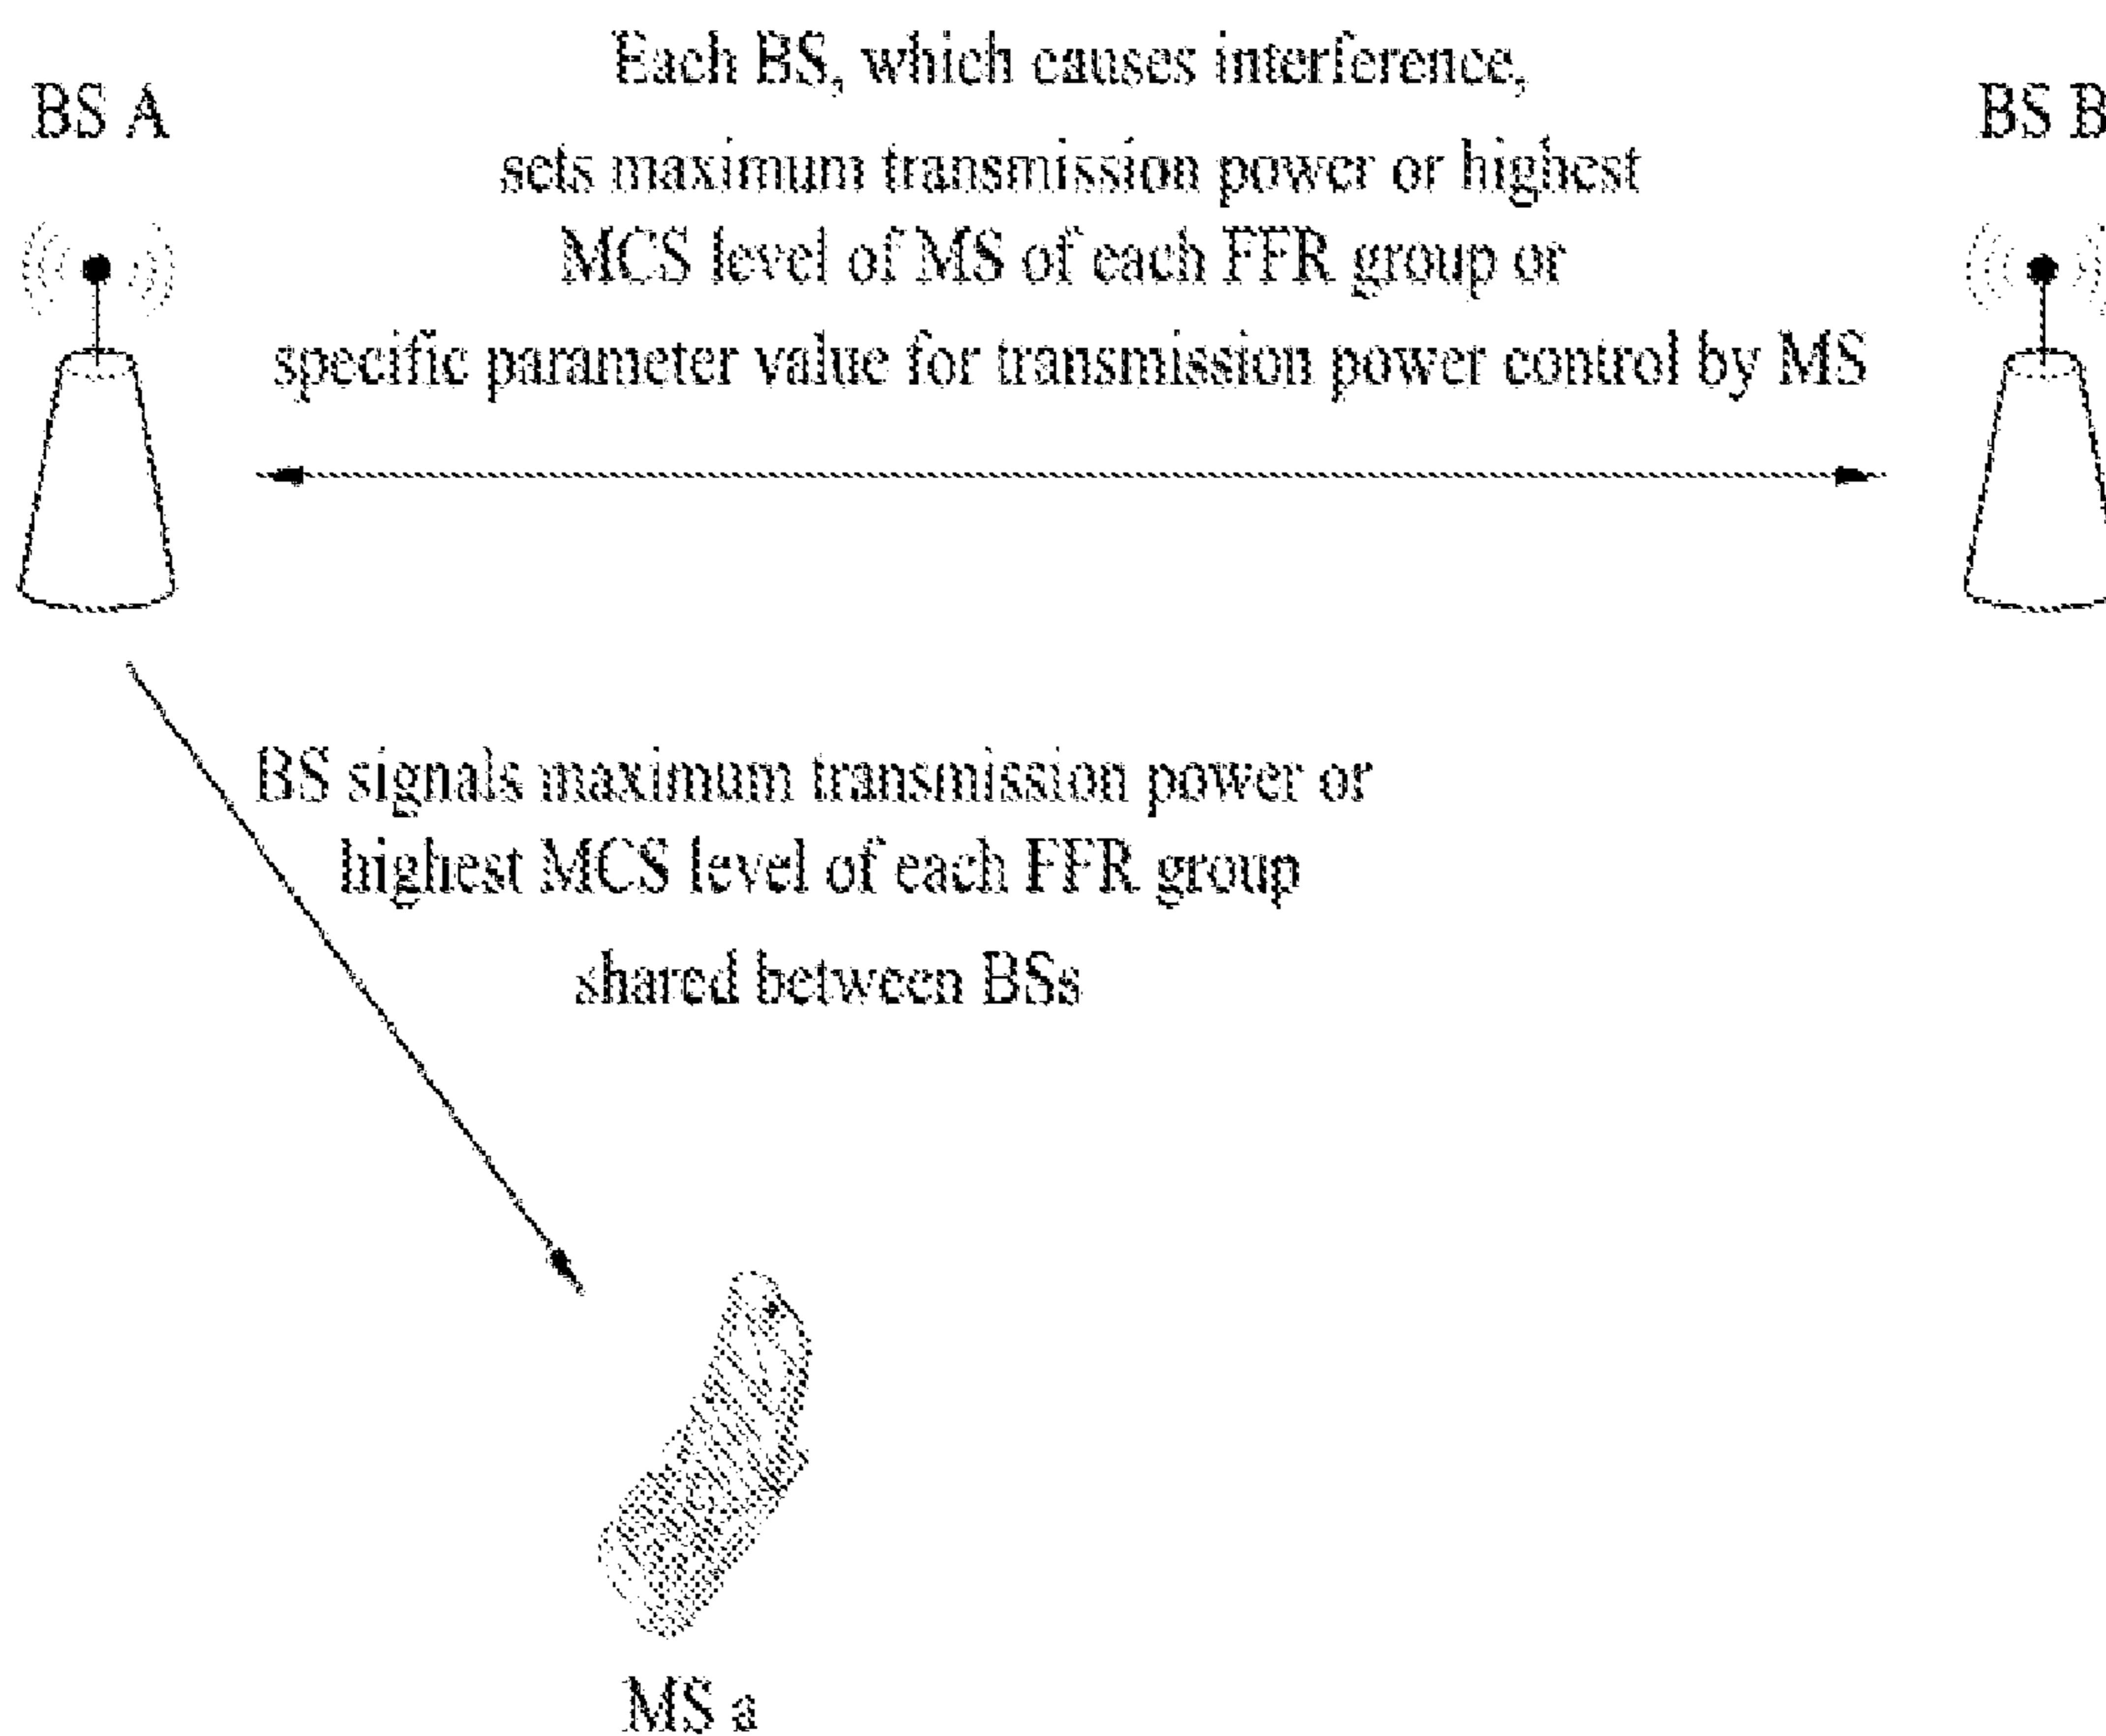 BS A
BS B
Each BS, which causes interference,
sets maximum transmission power or highest
MCS level of MS of each FFR group or
specific parameter value for transmission power control by MS
BS signals maximum transmission power or
highest MCS level of each FFR group
shared between BSs
MS a